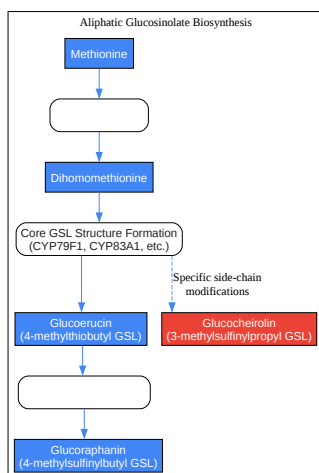 Aliphatic Glucosinolate Biosynthesis
Methionine
Dihomomethionine
Core GSL Structure Formation
(CYP79F1, CYP83A1, etc.)
Specific side-chain
modifications
Glucoerucin
(4-methylthiobutyl GSL)
Glucocheirolin
(3-methylsulfinylpropyl GSL)
Glucoraphanin
(4-methylsulfinylbutyl GSL)